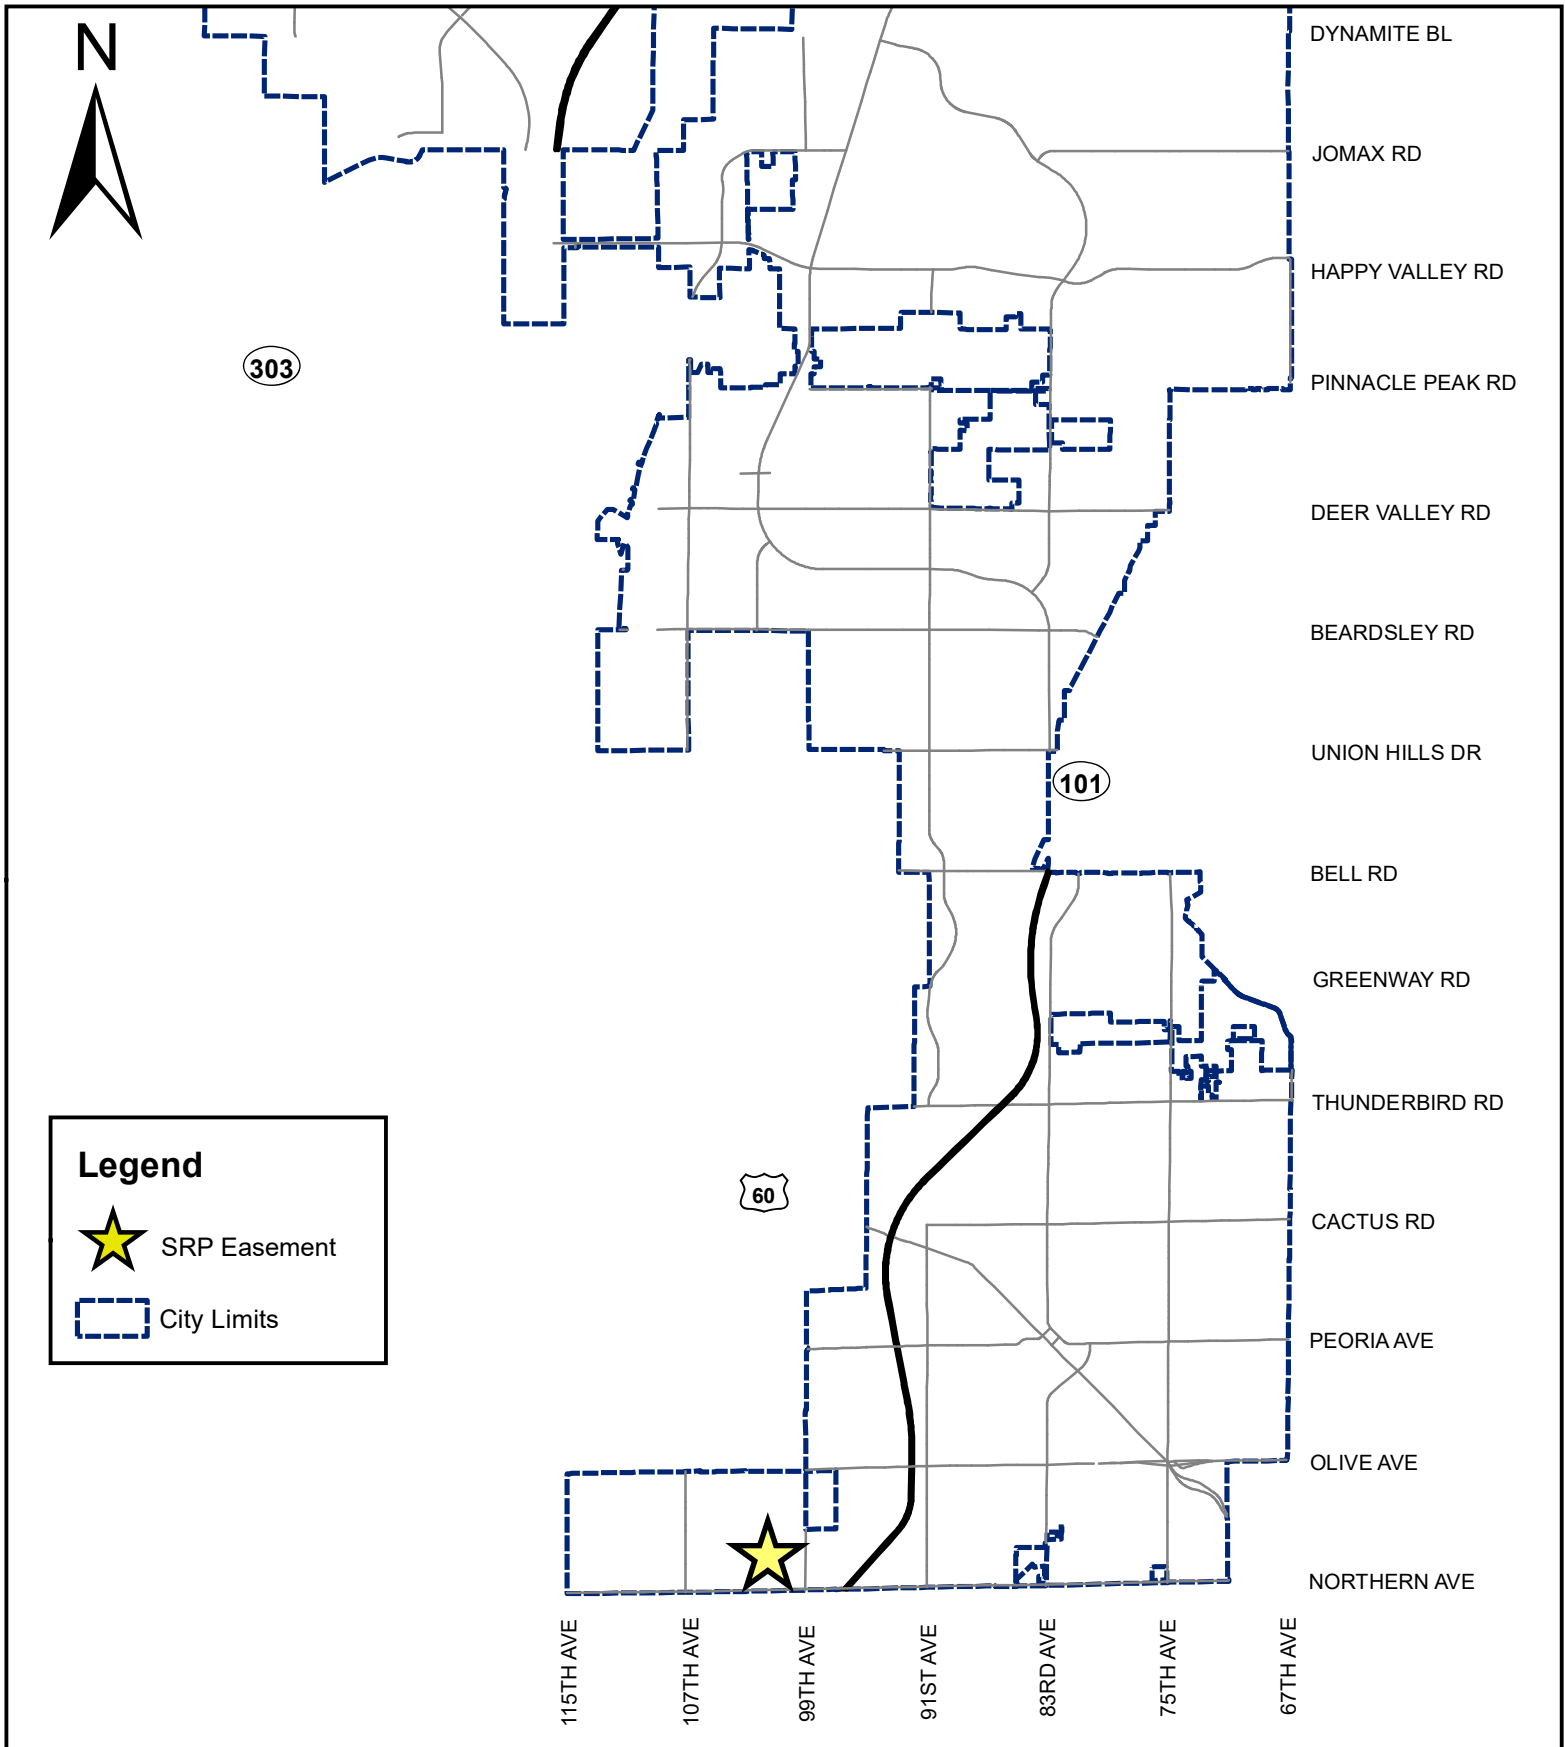 N
DYNAMITE BL
JOMAX RD
HAPPY VALLEY RD
303
PINNACLE PEAK RD
DEER VALLEY RD
BEARDSLEY RD
UNION HILLS DR
101
BELL RD
GREENWAY RD
THUNDERBIRD RD
Legend
60
CACTUS RD
SRP Easement
City Limits
PEORIA AVE
OLIVE AVE
NORTHERN AVE
115TH AVE
107TH AVE
99TH AVE
91ST AVE
83RD AVE
75TH AVE
67TH AVE